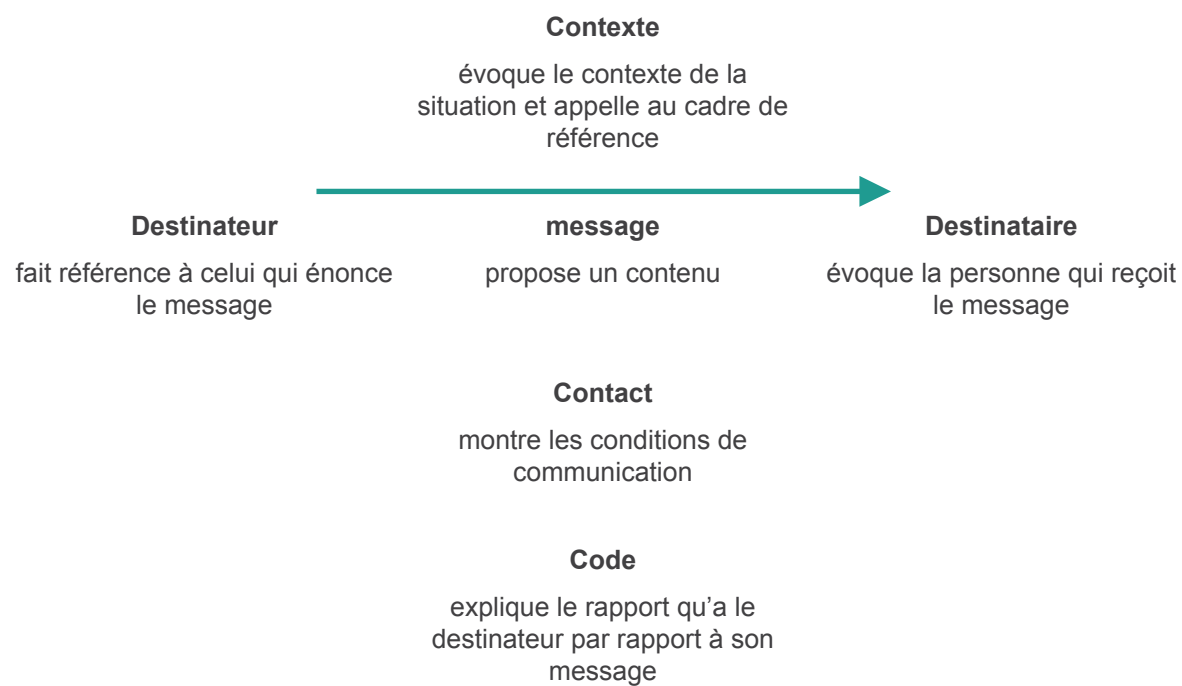 Contexte
évoque le contexte de la
situation et appelle au cadre de
référence
Destinateur
fait référence à celui qui énonce
le message
message
propose un contenu
Destinataire
évoque la personne qui reçoit
le message
Contact
montre les conditions de
communication
Code
explique le rapport qu’a le
destinateur par rapport à son
message